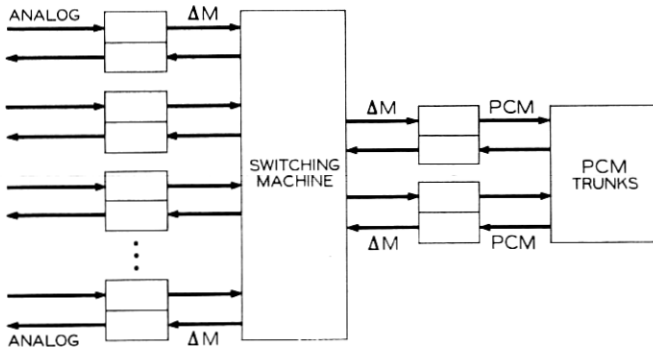 ANALOG
ΔM
ΔM
PCM
SWITCHING
MACHINE
PCM
TRUNKS
ΔM
PCM
ΔM
ANALOG